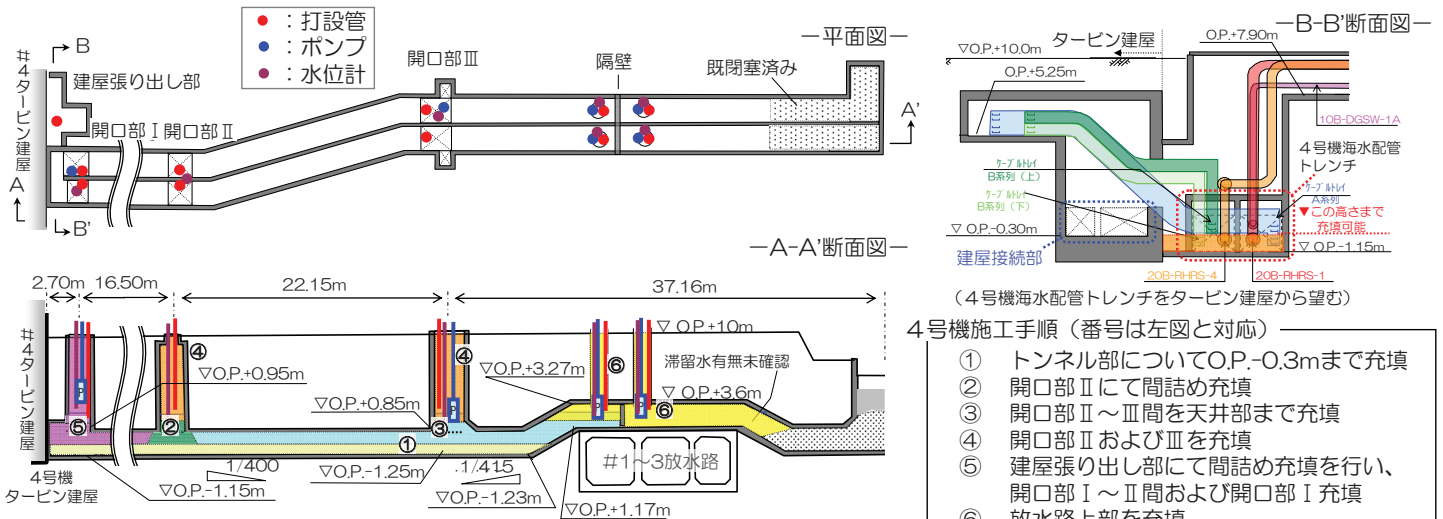 ：打設管
：ポンプ
：水位計
#4タービン建屋
B
建屋張り出し部
開口部Ⅰ
開口部Ⅱ
開口部Ⅲ
隔壁
―平面図―
既閉塞済み
A
A'
B'
―A-A'断面図―
2.70m
16.50m
22.15m
37.16m
#4タービン建屋
④
▽O.P.+0.95m
④
▽O.P.+3.27m
⑥
▽O.P.+10m
滞留水有無未確認
▽O.P.+3.6m
P
P
P
P
▽O.P.+0.85m
⑤
②
③
⑥
①
#1～3放水路
1/400
▽O.P.-1.25m
1/415
4号機
タービン建屋
▽O.P.-1.15m
▽O.P.-1.23m
▽O.P.+1.17m
―B-B'断面図―
タービン建屋
O.P.+7.90m
▽O.P.+10.0m
O.P.+5.25m
10B-DGSW-1A
4号機海水配管
トレンチ
ケーブルトレイ
B系列（上）
ケーブルトレイ
B系列（下）
ケーブルトレイ
A系列
▼この高さまで
充填可能
▽O.P.-0.30m
▽O.P.-1.15m
建屋接続部
20B-RHRS-4
20B-RHRS-1
（４号機海水配管トレンチをタービン建屋から望む）
4号機施工手順（番号は左図と対応）
① トンネル部についてO.P.-0.3mまで充填
② 開口部Ⅱにて間詰め充填
③ 開口部Ⅱ～Ⅲ間を天井部まで充填
④ 開口部ⅡおよびⅢを充填
⑤ 建屋張り出し部にて間詰め充填を行い、
開口部Ⅰ～Ⅱ間および開口部Ⅰ充填
⑥ 放水路上部を充填